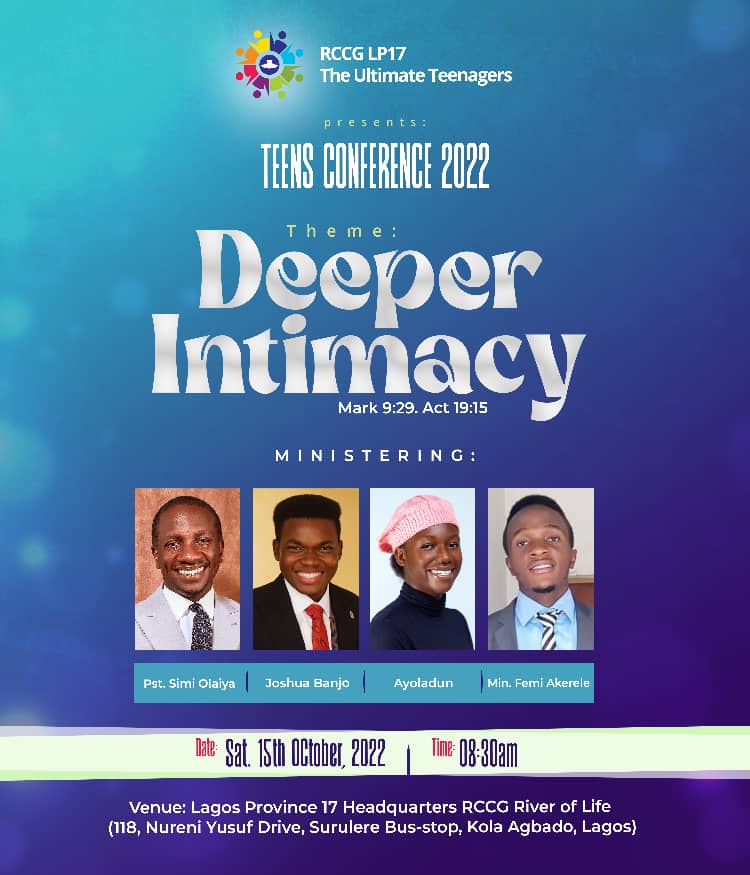 RCCG LP17
The Ultimate Teenagers
presents:
TEENS CONFERENCE 2022
Theme:
Deeper
Intimacy
Mark 9:29. Act 19:15
MINISTERING:
Pst. Simi Olaiya | Joshua Banjo | Ayoladun | Min. Femi Akerele
Date: Sat. 15th OCtober, 2022 | Time: 08:30am
Venue: Lagos Province 17 Headquarters RCCG River of Life
(118, Nureni Yusuf Drive, Surulere Bus-stop, Kola Agbado, Lagos)